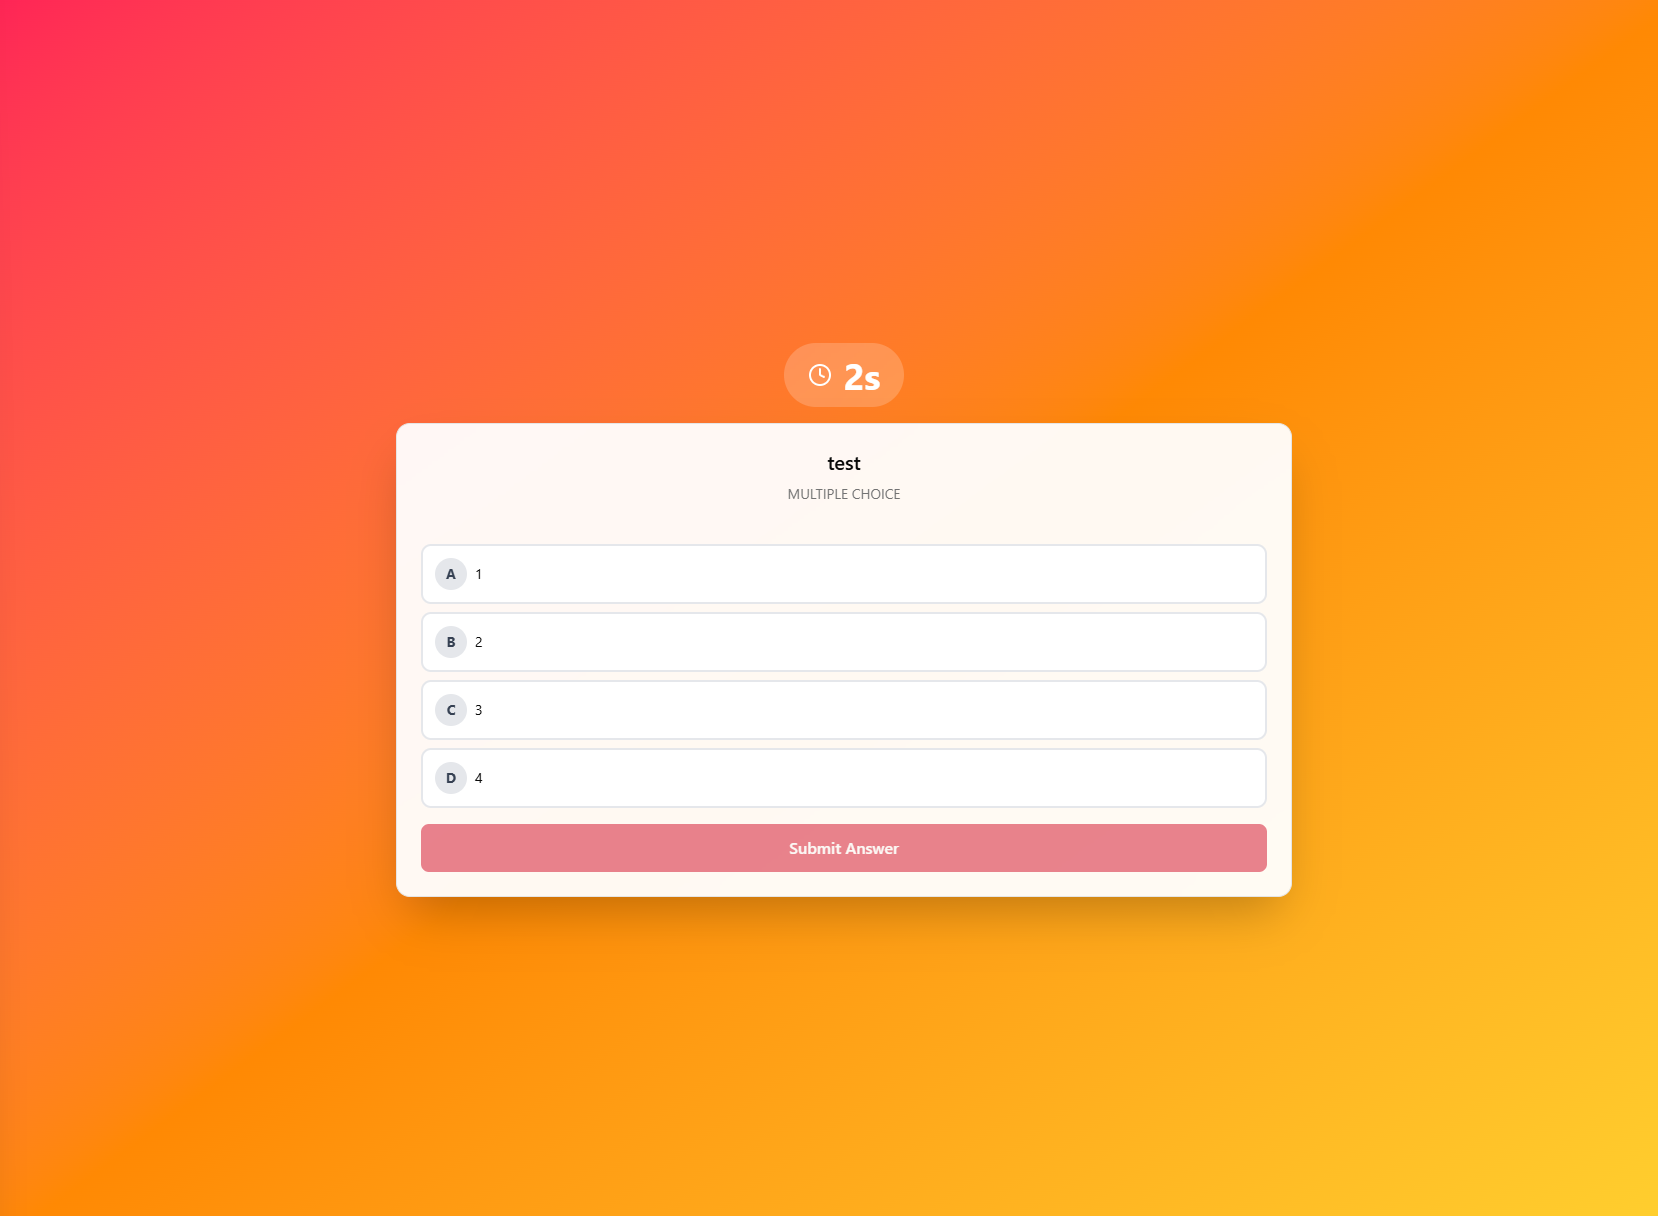 2s
test
MULTIPLE CHOICE
A 1
B 2
C 3
D 4
Submit Answer